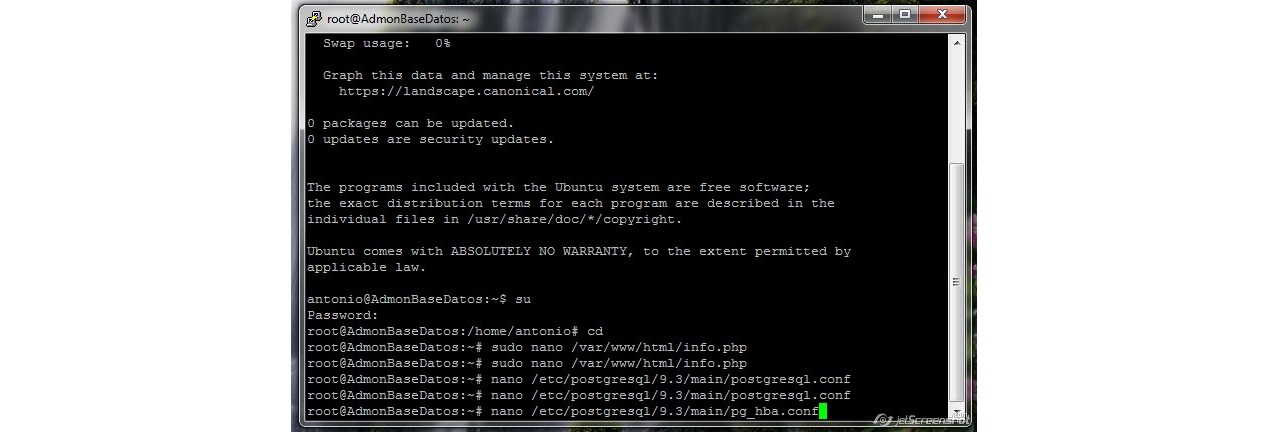 root@AdmonBaseDatos: ~
Swap usage:   0%
Graph this data and manage this system at:
https://landscape.canonical.com/
0 packages can be updated.
0 updates are security updates.
The programs included with the Ubuntu system are free software;
the exact distribution terms for each program are described in the
individual files in /usr/share/doc/*/copyright.
Ubuntu comes with ABSOLUTELY NO WARRANTY, to the extent permitted by
applicable law.
antonio@AdmonBaseDatos:~$ su
Password:
root@AdmonBaseDatos:/home/antonio# cd
root@AdmonBaseDatos:~# sudo nano /var/www/html/info.php
root@AdmonBaseDatos:~# sudo nano /var/www/html/info.php
root@AdmonBaseDatos:~# nano /etc/postgresql/9.3/main/postgresql.conf
root@AdmonBaseDatos:~# nano /etc/postgresql/9.3/main/postgresql.conf
root@AdmonBaseDatos:~# nano /etc/postgresql/9.3/main/pg_hba.conf
jetScreenshot